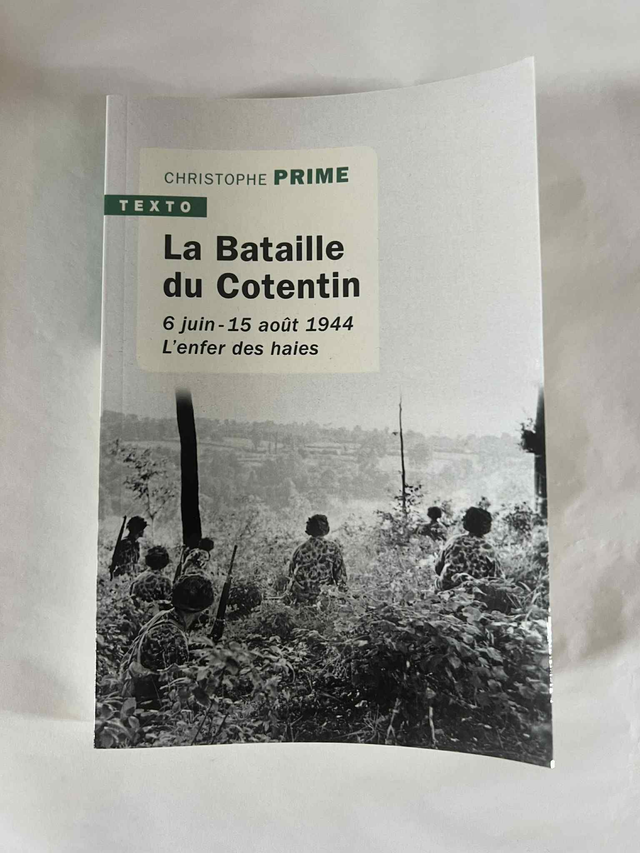 CHRISTOPHE PRIME
TEXTO
La Bataille
du Cotentin
6 juin - 15 août 1944
L'enfer des haies